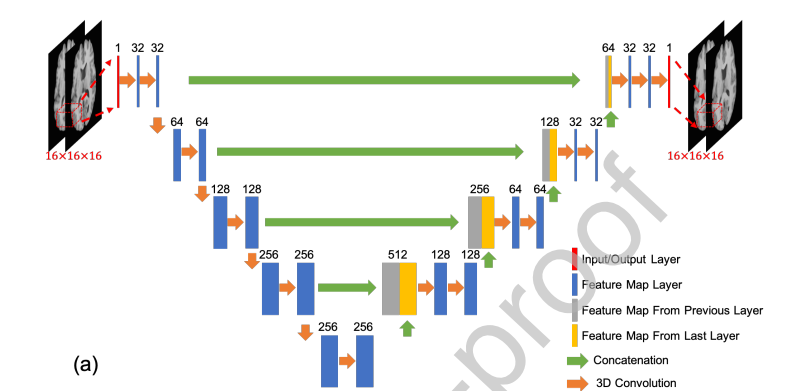 1 32 32
64 32 32 1
16×16×16
16×16×16
64 64
128 32 32
128 128
256 64 64
256 256
512 128 128
256 256
Input/Output Layer
Feature Map Layer
Feature Map From Previous Layer
Feature Map From Last Layer
Concatenation
3D Convolution
(a)